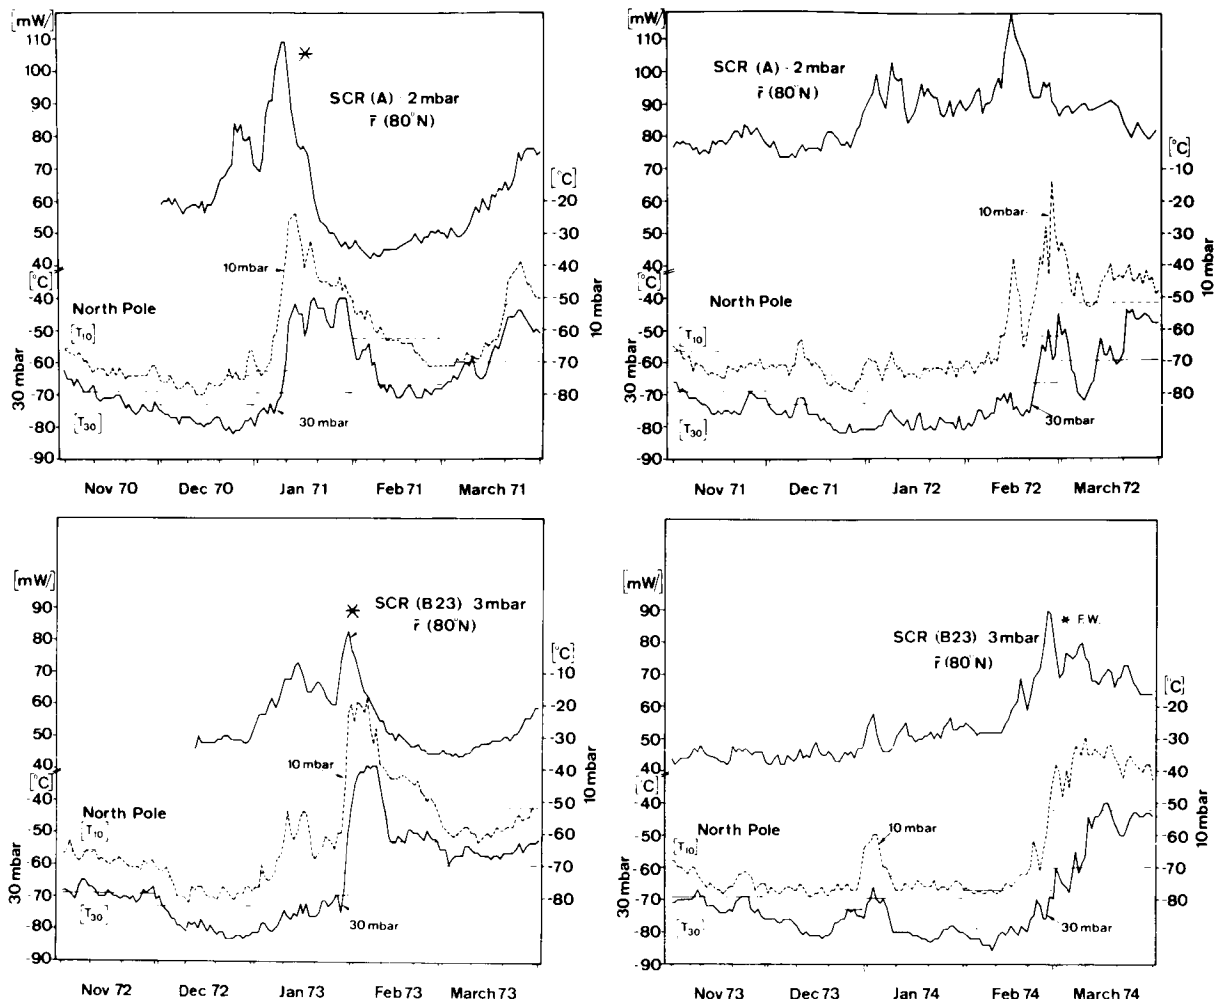 [mW/]
110
100
90
80
70
60
50
40
[°C]
-40
-50
-60
-70
-80
-90
30 mbar
*
SCR (A) - 2 mbar
r̄ (80°N)
10 mbar
North Pole
[T10]
[T30]
30 mbar
[°C]
-20
-30
-40
-50
-60
-70
-80
10 mbar
Nov 70 Dec 70 Jan 71 Feb 71 March 71
[mW/]
110
100
90
80
70
60
50
40
[°C]
-40
-50
-60
-70
-80
-90
30 mbar
SCR (A) - 2 mbar
r̄ (80°N)
10 mbar
North Pole
[T10]
[T30]
30 mbar
[°C]
-10
-20
-30
-40
-50
-60
-70
-80
10 mbar
Nov 71 Dec 71 Jan 72 Feb 72 March 72
[mW/]
90
80
70
60
50
40
[°C]
-40
-50
-60
-70
-80
-90
30 mbar
*
SCR (B23) 3mbar
r̄ (80°N)
10 mbar
North Pole
[T10]
[T30]
30 mbar
[°C]
-10
-20
-30
-40
-50
-60
-70
-80
10 mbar
Nov 72 Dec 72 Jan 73 Feb 73 March 73
[mW/]
90
80
70
60
50
40
[°C]
-40
-50
-60
-70
-80
-90
30 mbar
* F.W.
SCR (B23) 3mbar
r̄ (80°N)
North Pole
10 mbar
[T10]
[T30]
30 mbar
[°C]
-20
-30
-40
-50
-60
-70
-80
10 mbar
Nov 73 Dec 73 Jan 74 Feb 74 March 74